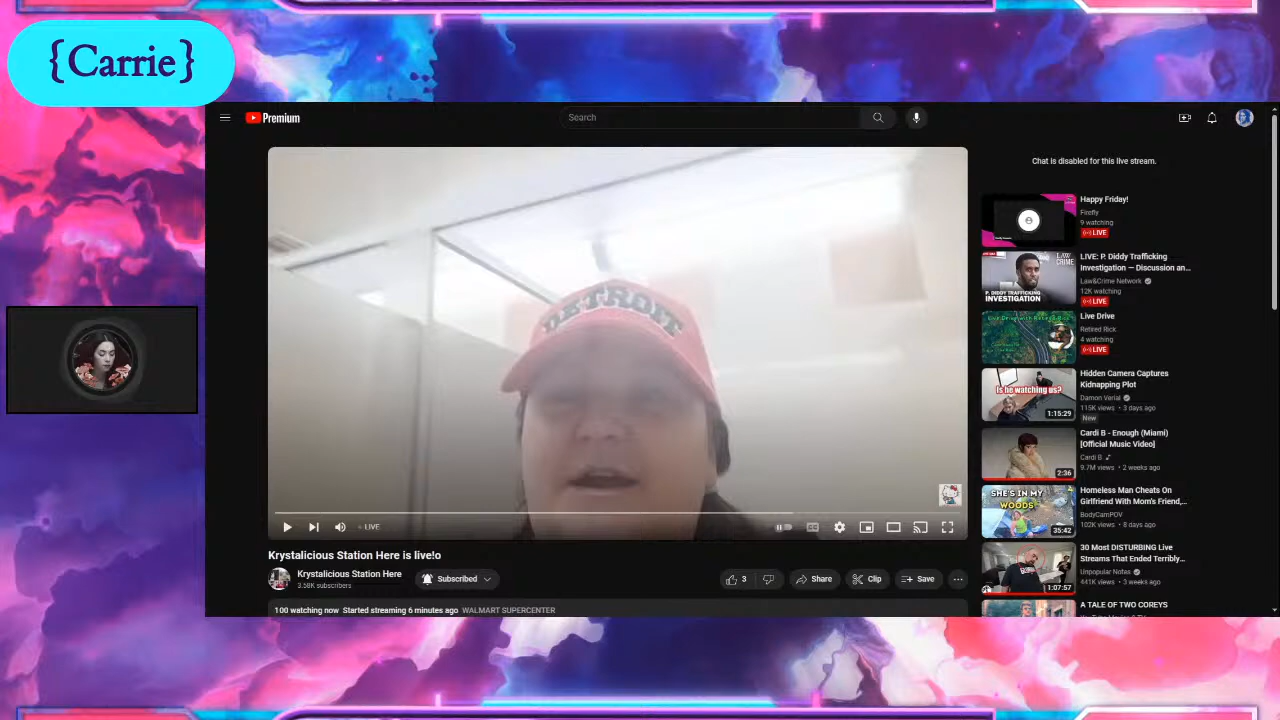 {Carrie}
Premium
Search
Chat is disabled for this live stream.
DETROIT
LIVE
Krystalicious Station Here is live!o
Krystalicious Station Here
3.58K subscribers
Subscribed
3
Share
Clip
Save
100 watching now Started streaming 6 minutes ago WALMART SUPERCENTER
Happy Friday!
Firefly
9 watching
LIVE
P. DIDDY TRAFFICKING
INVESTIGATION
LIVE: P. Diddy Trafficking
Investigation — Discussion an...
Law&Crime Network
12K watching
LIVE
Live Drive
Retired Rick
4 watching
LIVE
Is he watching us?
1:15:29
Hidden Camera Captures
Kidnapping Plot
Damon Verial
115K views • 3 days ago
New
2:36
Cardi B - Enough (Miami)
[Official Music Video]
Cardi B
9.7M views • 2 weeks ago
SHE'S IN MY
WOODS
35:42
Homeless Man Cheats On
Girlfriend With Mom's Friend,...
BodyCamPOV
102K views • 8 days ago
1:07:57
30 Most DISTURBING Live
Streams That Ended Terribly...
Unpopular Notes
441K views • 3 weeks ago
A TALE OF TWO COREYS